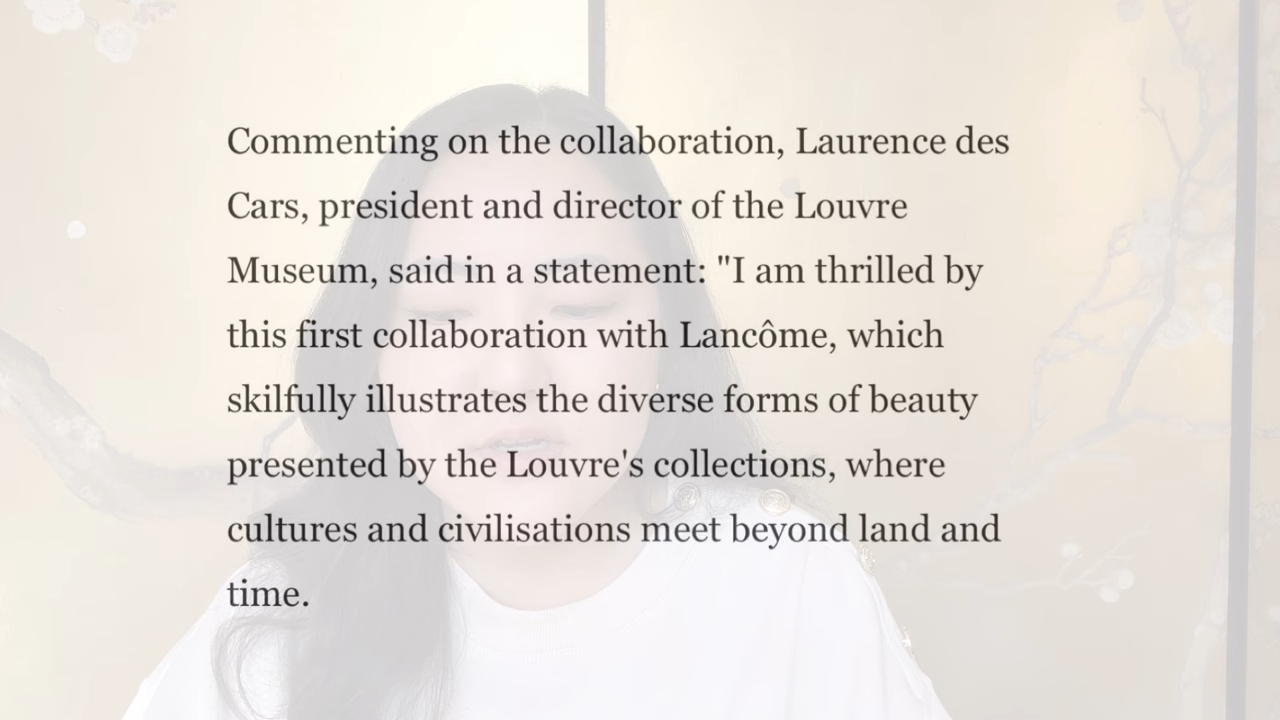 Commenting on the collaboration, Laurence des
Cars, president and director of the Louvre
Museum, said in a statement: "I am thrilled by
this first collaboration with Lancôme, which
skilfully illustrates the diverse forms of beauty
presented by the Louvre's collections, where
cultures and civilisations meet beyond land and
time.